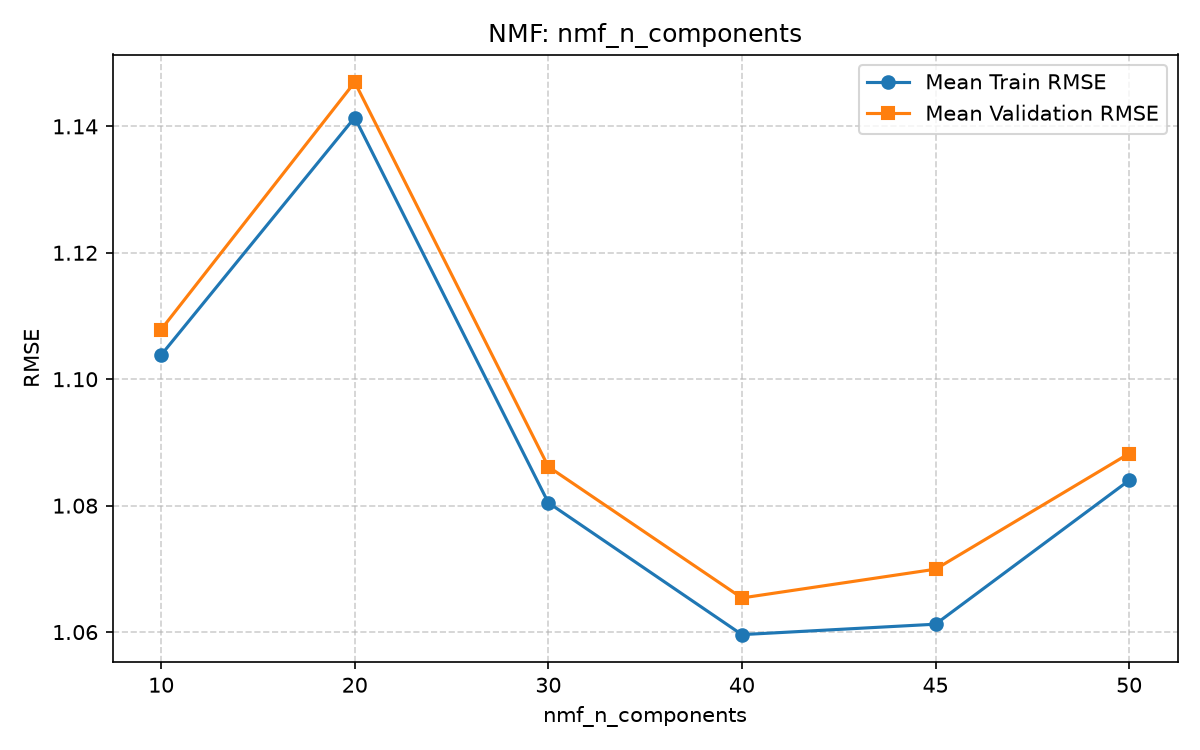 NMF: nmf_n_components
Mean Train RMSE
Mean Validation RMSE
1.14
1.12
1.10
1.08
1.06
RMSE
10 20 30 40 45 50
nmf_n_components